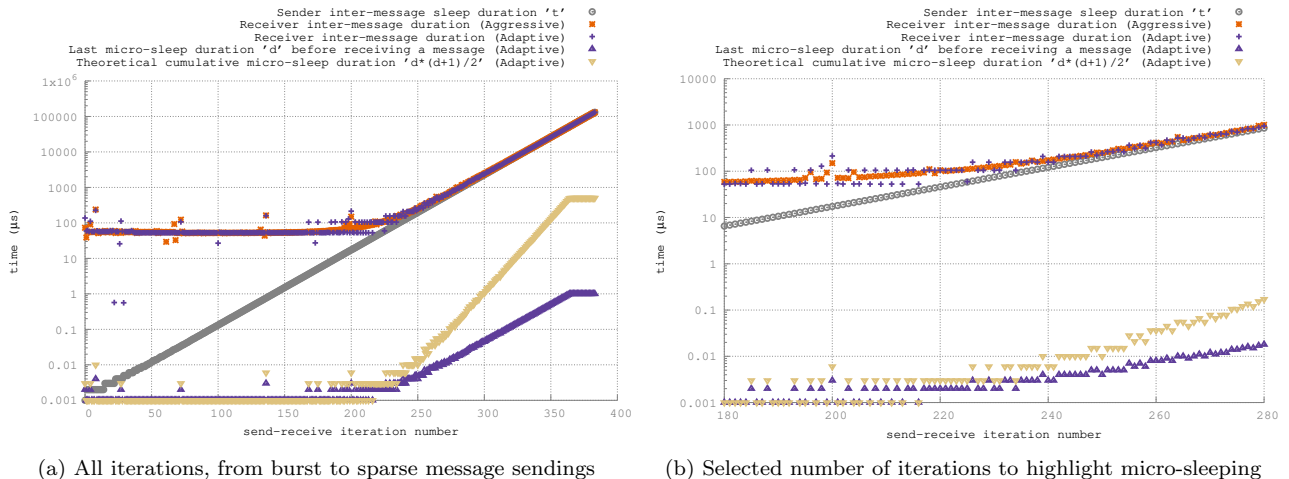 Sender inter-message sleep duration 't'
Receiver inter-message duration (Aggressive)
Receiver inter-message duration (Adaptive)
Last micro-sleep duration 'd' before receiving a message (Adaptive)
Theoretical cumulative micro-sleep duration 'd*(d+1)/2' (Adaptive)
1x10^6
100000
10000
1000
100
10
1
0.1
0.01
0.001
time (µs)
0 50 100 150 200 250 300 350 400
send-receive iteration number
(a) All iterations, from burst to sparse message sendings
Sender inter-message sleep duration 't'
Receiver inter-message duration (Aggressive)
Receiver inter-message duration (Adaptive)
Last micro-sleep duration 'd' before receiving a message (Adaptive)
Theoretical cumulative micro-sleep duration 'd*(d+1)/2' (Adaptive)
10000
1000
100
10
1
0.1
0.01
0.001
time (µs)
180 200 220 240 260 280
send-receive iteration number
(b) Selected number of iterations to highlight micro-sleeping